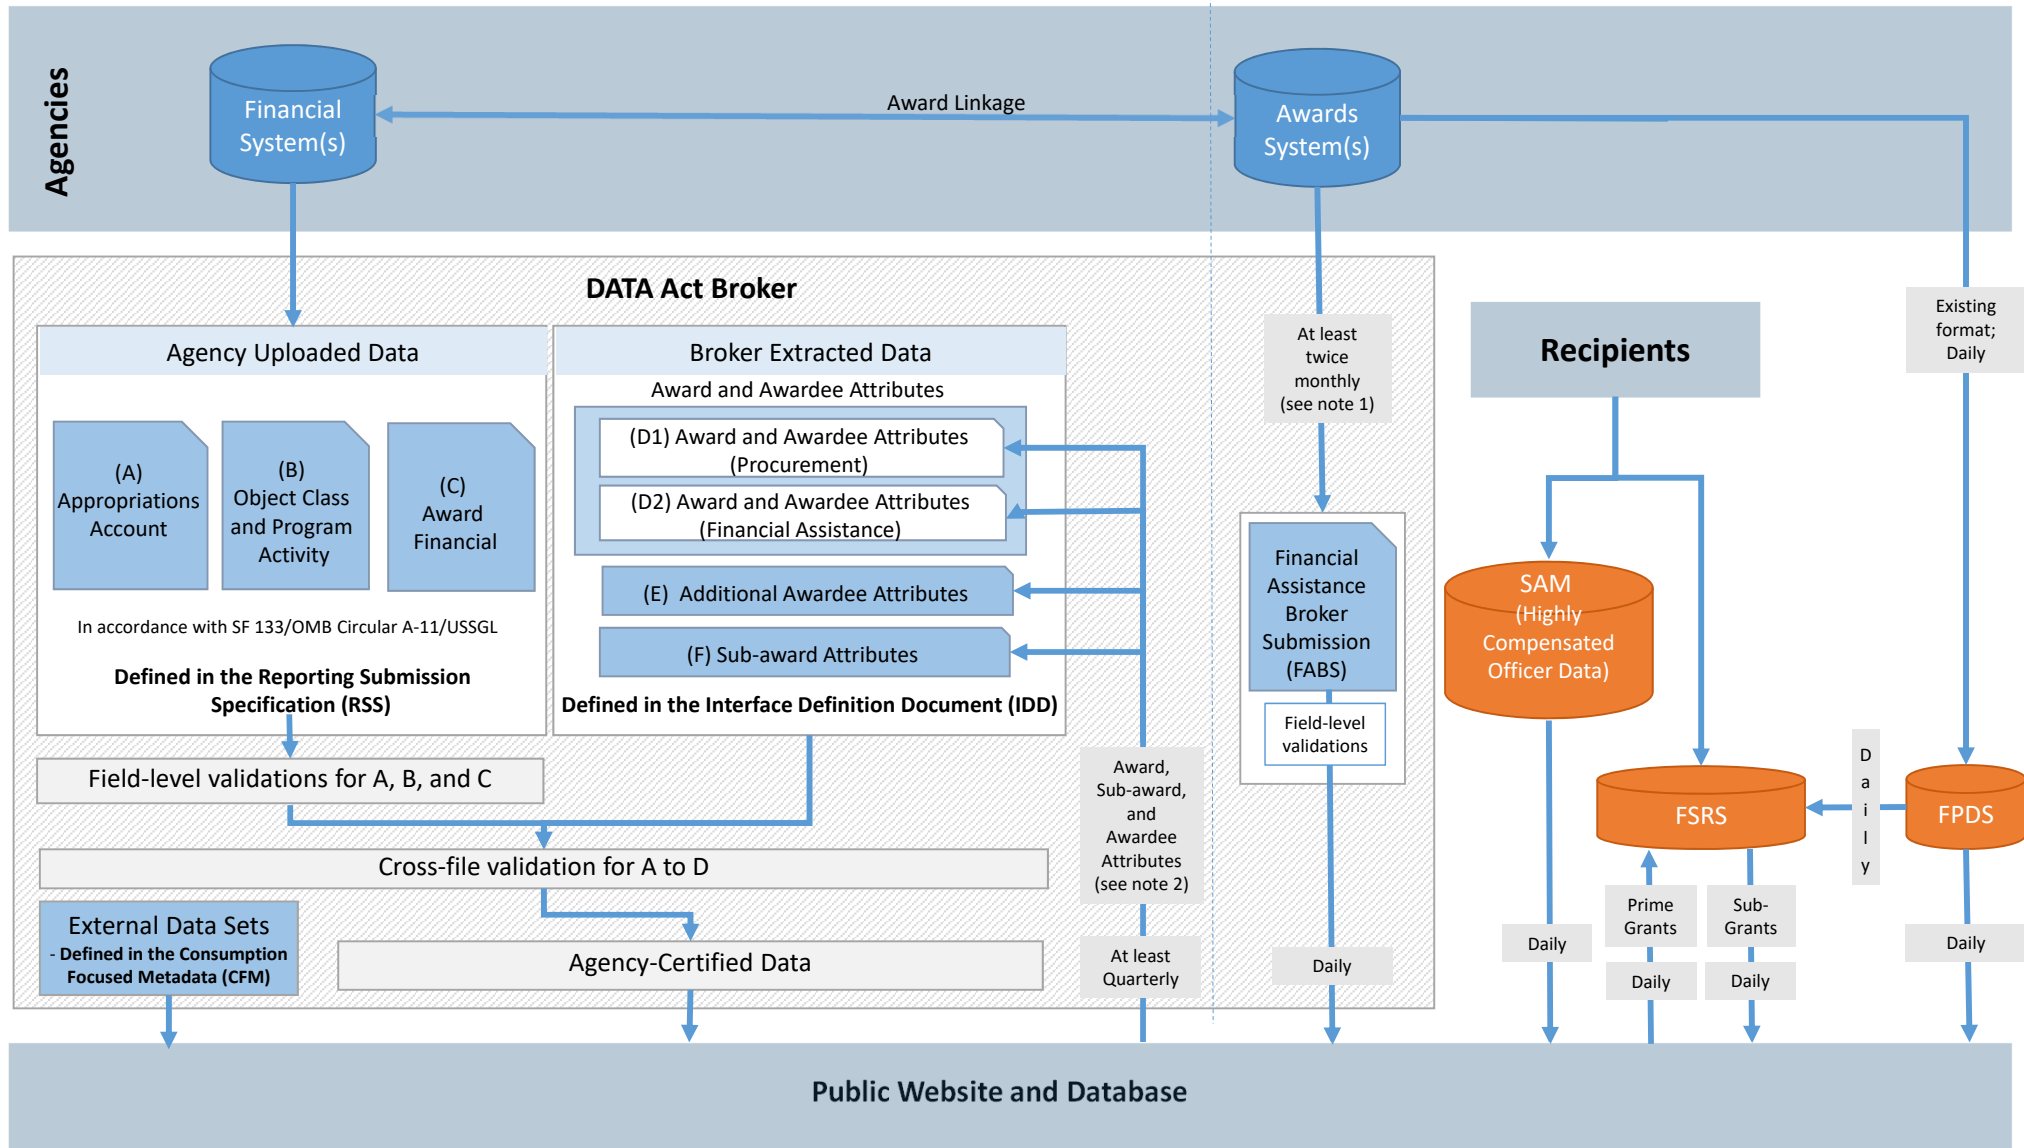 Agencies
Financial
System(s)
Award Linkage
Awards
System(s)
DATA Act Broker
Agency Uploaded Data
(A)
Appropriations
Account
(B)
Object Class
and Program
Activity
(C)
Award
Financial
In accordance with SF 133/OMB Circular A-11/USSGL
Defined in the Reporting Submission
Specification (RSS)
Broker Extracted Data
Award and Awardee Attributes
(D1) Award and Awardee Attributes
(Procurement)
(D2) Award and Awardee Attributes
(Financial Assistance)
(E) Additional Awardee Attributes
(F) Sub-award Attributes
Defined in the Interface Definition Document (IDD)
Field-level validations for A, B, and C
Cross-file validation for A to D
External Data Sets
- Defined in the Consumption
Focused Metadata (CFM)
Agency-Certified Data
Award,
Sub-award,
and
Awardee
Attributes
(see note 2)
At least
Quarterly
At least
twice
monthly
(see note 1)
Financial
Assistance
Broker
Submission
(FABS)
Field-level
validations
Daily
Recipients
Existing
format;
Daily
SAM
(Highly
Compensated
Officer Data)
FSRS
D
a
i
l
y
FPDS
Daily
Prime
Grants
Daily
Sub-
Grants
Daily
Daily
Public Website and Database